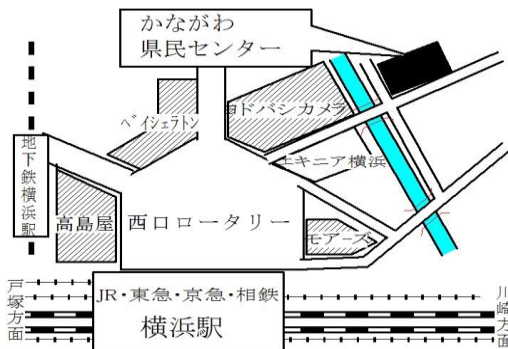 かながわ
県民センター
ベイシェラトン
ヨドバシカメラ
エキニア横浜
地下鉄横浜駅
高島屋
西口ロータリー
モアーズ
戸塚方面
JR・東急・京急・相鉄
横浜駅
川崎方面